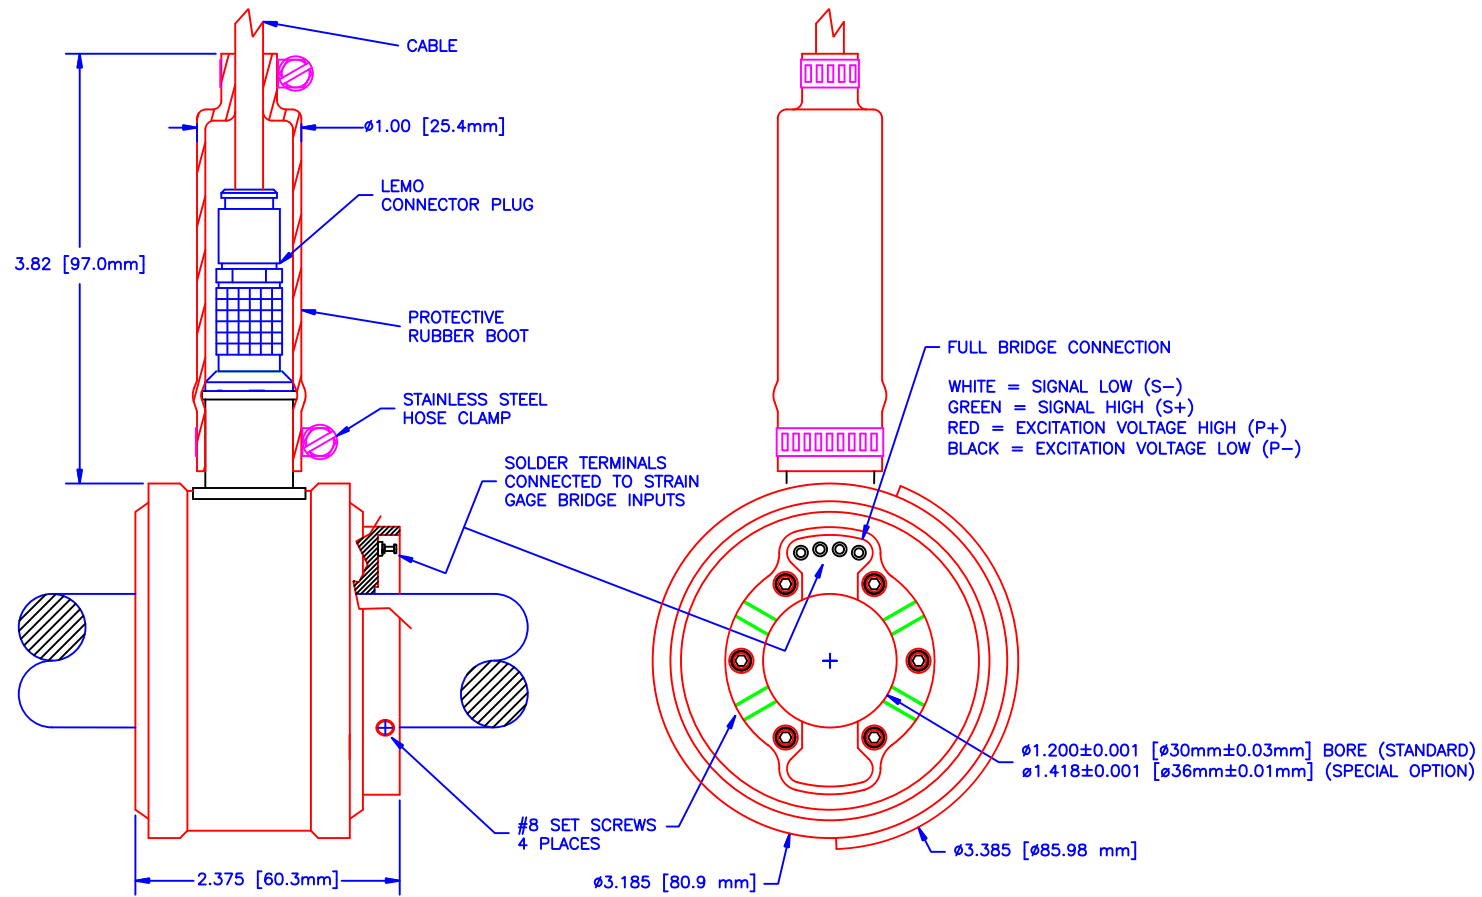 CABLE
ø1.00 [25.4mm]
LEMO
CONNECTOR PLUG
3.82 [97.0mm]
PROTECTIVE
RUBBER BOOT
STAINLESS STEEL
HOSE CLAMP
SOLDER TERMINALS
CONNECTED TO STRAIN
GAGE BRIDGE INPUTS
FULL BRIDGE CONNECTION
WHITE = SIGNAL LOW (S−)
GREEN = SIGNAL HIGH (S+)
RED = EXCITATION VOLTAGE HIGH (P+)
BLACK = EXCITATION VOLTAGE LOW (P−)
ø1.200±0.001 [ø30mm±0.03mm] BORE (STANDARD)
ø1.418±0.001 [ø36mm±0.01mm] (SPECIAL OPTION)
#8 SET SCREWS
4 PLACES
ø3.385 [ø85.98 mm]
2.375 [60.3mm]
ø3.185 [80.9 mm]